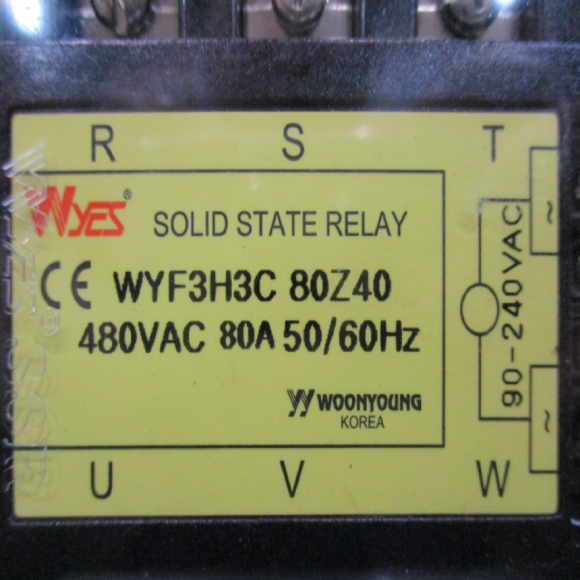 R S T
WYES® SOLID STATE RELAY
CE WYF3H3C 80Z40
480VAC 80A 50/60Hz
90-240VAC
~
~
WOONYOUNG
KOREA
U V W